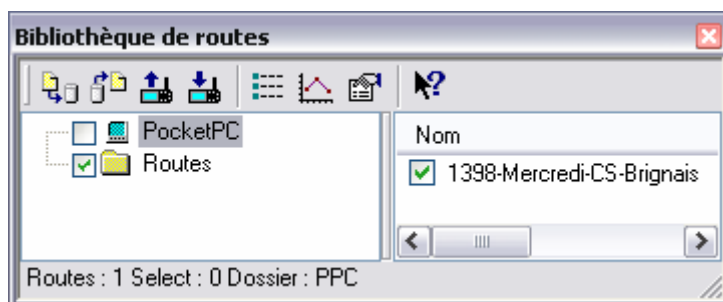 Bibliothèque de routes
PocketPC
Routes
Nom
1398-Mercredi-CS-Brignais
Routes : 1 Select : 0 Dossier : PPC